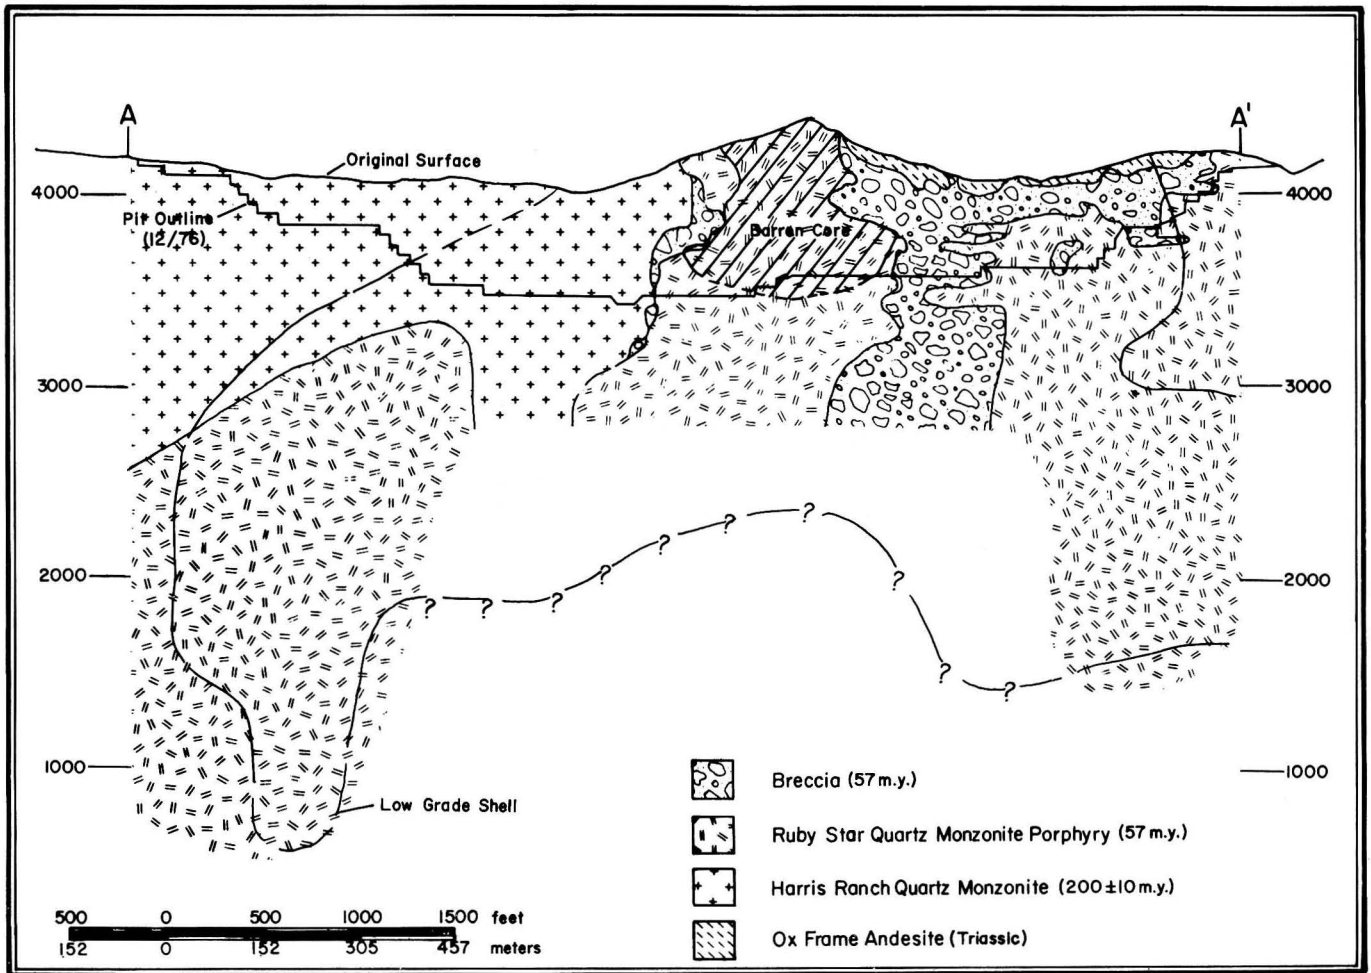 A A'
Original Surface
4000 4000
Pit Outline
(12/76)
Barren Core
3000 3000
2000 2000
? ? ? ? ? ? ? ? ? ?
1000 1000
Low Grade Shell
Breccia (57 m.y.)
Ruby Star Quartz Monzonite Porphyry (57 m.y.)
Harris Ranch Quartz Monzonite (200±10 m.y.)
Ox Frame Andesite (Triassic)
500 0 500 1000 1500 feet
152 0 152 305 457 meters